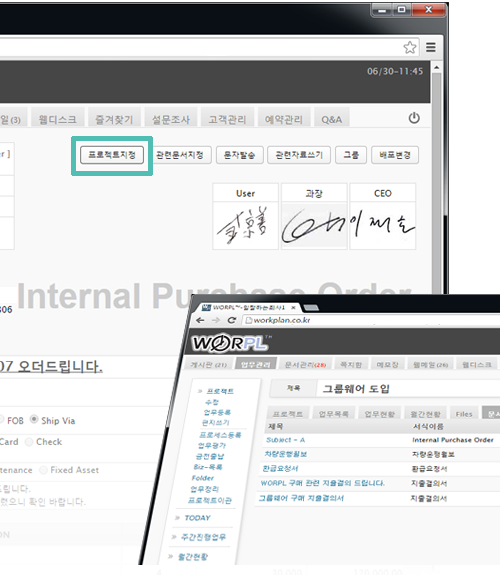 06/30-11:45
일(3) 웹디스크 즐겨찾기 설문조사 고객관리 예약관리 Q&A
er ] 프로젝트지정 관련문서지정 문자발송 관련자료쓰기 그룹 배포변경
User 과장 CEO
306
Internal Purchase Order
07 오더드립니다.
FOB Ship Via
Card Check
tenance Fixed Asset
드립니다.
했으니 확인 바랍니다.
ON
workplan.co.kr
WORPL™
게시판 (21) 업무관리 문서관리(28) 쪽지함 메모장 웹메일(26) 웹디스크
» 프로젝트
수정
업무등록
편지쓰기
프로세스등록
업무평가
금전출납
Biz-목록
Folder
업무정리
프로젝트이관
» TODAY
» 주간진행업무
» 월간현황
제목 그룹웨어 도입
프로젝트 업무목록 업무현황 월간현황 Files 문서
제목 서식이름
Subject - A Internal Purchase Order
차량운행일보 차량운행일보
환급요청서 환급요청서
WORPL 구매 관련 지출결의 드립니다. 지출결의서
그룹웨어 구매 지출결의서 지출결의서